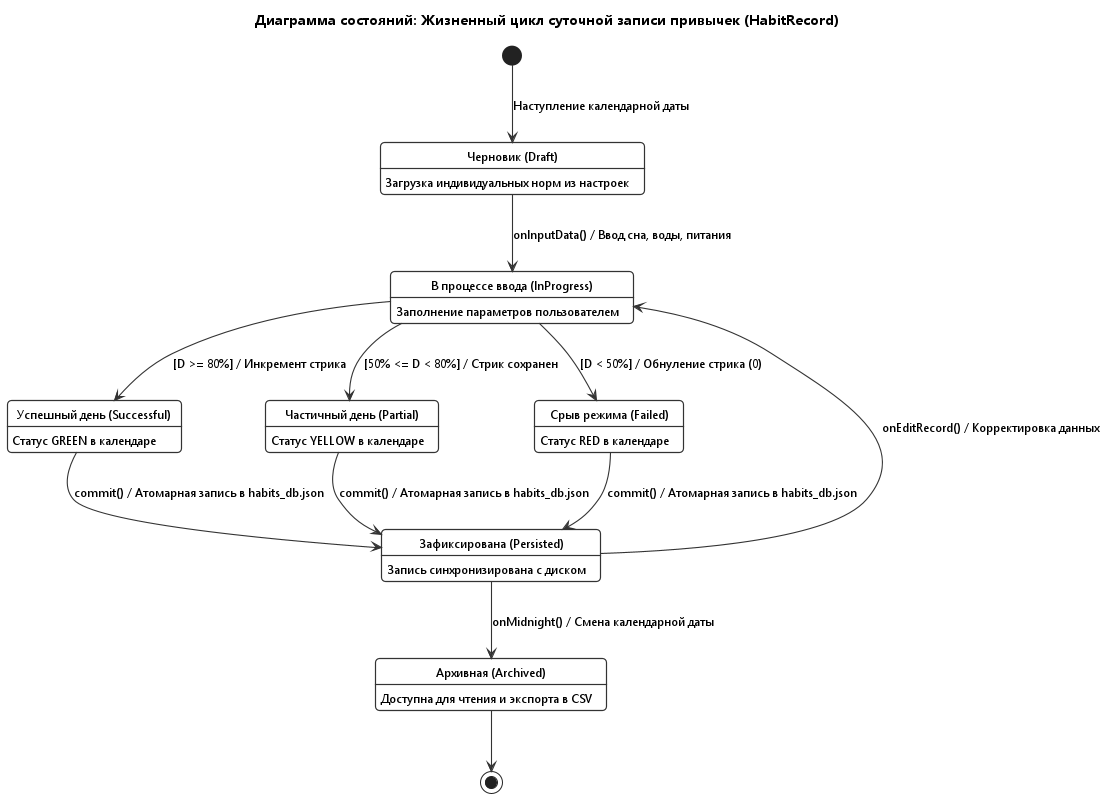 Диаграмма состояний: Жизненный цикл суточной записи привычек (HabitRecord)
Наступление календарной даты
Черновик (Draft)
Загрузка индивидуальных норм из настроек
onInputData() / Ввод сна, воды, питания
В процессе ввода (InProgress)
Заполнение параметров пользователем
[D >= 80%] / Инкремент стрика
[50% <= D < 80%] / Стрик сохранен
[D < 50%] / Обнуление стрика (0)
Успешный день (Successful)
Статус GREEN в календаре
Частичный день (Partial)
Статус YELLOW в календаре
Срыв режима (Failed)
Статус RED в календаре
onEditRecord() / Корректировка данных
commit() / Атомарная запись в habits_db.json
commit() / Атомарная запись в habits_db.json
commit() / Атомарная запись в habits_db.json
Зафиксирована (Persisted)
Запись синхронизирована с диском
onMidnight() / Смена календарной даты
Архивная (Archived)
Доступна для чтения и экспорта в CSV